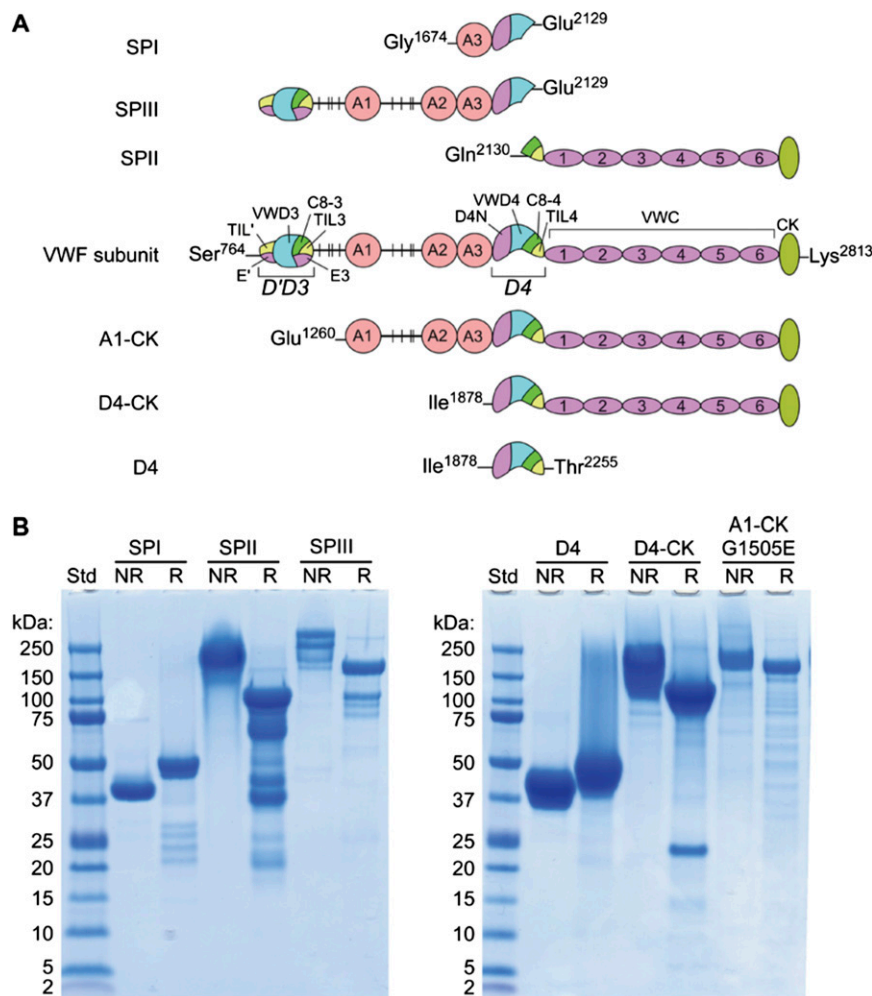 A
SPI
Gly1674
A3
Glu2129
SPIII
A1
A2
A3
Glu2129
SPII
Gln2130
1 2 3 4 5 6
VWF subunit
Ser764
TIL'
VWD3
C8-3
TIL3
E'
E3
D'D3
A1
A2
A3
D4N
VWD4
C8-4
TIL4
D4
VWC
1 2 3 4 5 6
CK
Lys2813
A1-CK
Glu1260
A1
A2
A3
1 2 3 4 5 6
D4-CK
Ile1878
1 2 3 4 5 6
D4
Ile1878
Thr2255
B
SPI SPII SPIII
Std NR R NR R NR R
kDa:
250
150
100
75
50
37
25
20
15
10
5
2
A1-CK
D4 D4-CK G1505E
Std NR R NR R NR R
kDa:
250
150
100
75
50
37
25
20
15
10
5
2